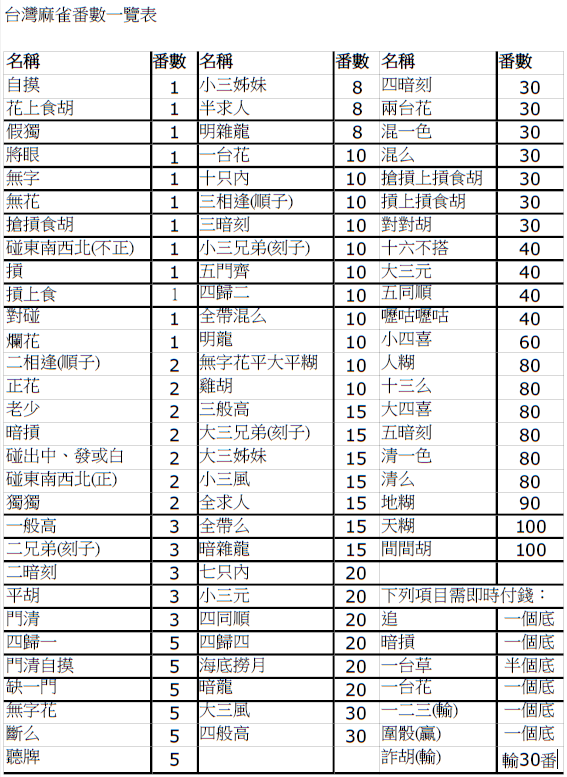 台灣麻雀番數一覽表
名稱 番數 名稱 番數 名稱 番數
自摸 1 小三姊妹 8 四暗刻 30
花上食胡 1 半求人 8 兩台花 30
假獨 1 明雜龍 8 混一色 30
將眼 1 一台花 10 混么 30
無字 1 十只內 10 搶摃上摃食胡 30
無花 1 三相逢(順子) 10 摃上摃食胡 30
搶摃食胡 1 三暗刻 10 對對胡 30
碰東南西北(不正) 1 小三兄弟(刻子) 10 十六不搭 40
摃 1 五門齊 10 大三元 40
摃上食 1 四歸二 10 五同順 40
對碰 1 全帶混么 10 嚦咕嚦咕 40
爛花 1 明龍 10 小四喜 60
二相逢(順子) 2 無字花平大平糊 10 人糊 80
正花 2 雞胡 10 十三么 80
老少 2 三般高 15 大四喜 80
暗摃 2 大三兄弟(刻子) 15 五暗刻 80
碰出中、發或白 2 大三姊妹 15 清一色 80
碰東南西北(正) 2 小三風 15 清么 80
獨獨 2 全求人 15 地糊 90
一般高 3 全帶么 15 天糊 100
二兄弟(刻子) 3 暗雜龍 15 間間胡 100
二暗刻 3 七只內 20
平胡 3 小三元 20 下列項目需即時付錢：
門清 3 四同順 20 追 一個底
四歸一 5 四歸四 20 暗摃 一個底
門清自摸 5 海底撈月 20 一台草 半個底
缺一門 5 暗龍 20 一台花 一個底
無字花 5 大三風 30 一二三(輸) 一個底
斷么 5 四般高 30 圍骰(贏) 一個底
聽牌 5 詐胡(輸) 輸30番